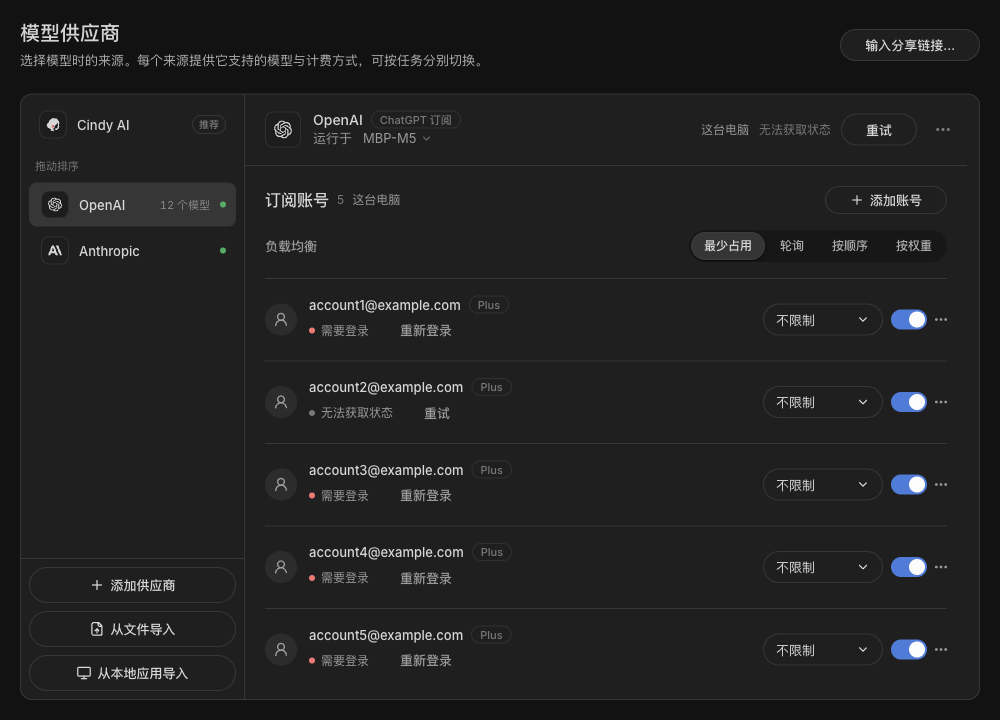 模型供应商
选择模型时的来源。每个来源提供它支持的模型与计费方式，可按任务分别切换。
输入分享链接...
Cindy AI 推荐
拖动排序
OpenAI 12 个模型
Anthropic
添加供应商
从文件导入
从本地应用导入
OpenAI ChatGPT 订阅
运行于 MBP-M5
这台电脑 无法获取状态 重试
订阅账号 5 这台电脑
添加账号
负载均衡
最少占用 轮询 按顺序 按权重
account1@example.com Plus
需要登录 重新登录
不限制
account2@example.com Plus
无法获取状态 重试
不限制
account3@example.com Plus
需要登录 重新登录
不限制
account4@example.com Plus
需要登录 重新登录
不限制
account5@example.com Plus
需要登录 重新登录
不限制